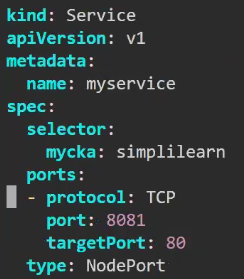 kind: Service
apiVersion: v1
metadata:
  name: myservice
spec:
  selector:
    mycka: simplilearn
  ports:
  - protocol: TCP
    port: 8081
    targetPort: 80
  type: NodePort